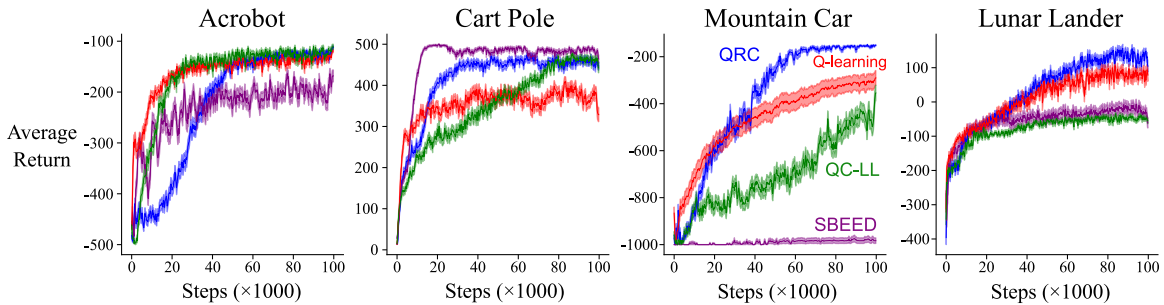 Acrobot
Cart Pole
Mountain Car
Lunar Lander
Average
Return
-100
-200
-300
-400
-500
0 20 40 60 80 100
Steps (×1000)
500
400
300
200
100
0
0 20 40 60 80 100
Steps (×1000)
-200
-400
-600
-800
-1000
0 20 40 60 80 100
Steps (×1000)
QRC
Q-learning
QC-LL
SBEED
100
0
-100
-200
-300
-400
0 20 40 60 80 100
Steps (×1000)